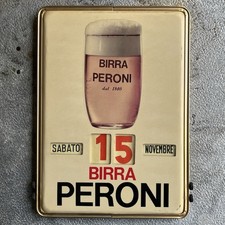 BIRRA
PERONI
dal 1846
SABATO 15 NOVEMBRE
BIRRA
PERONI